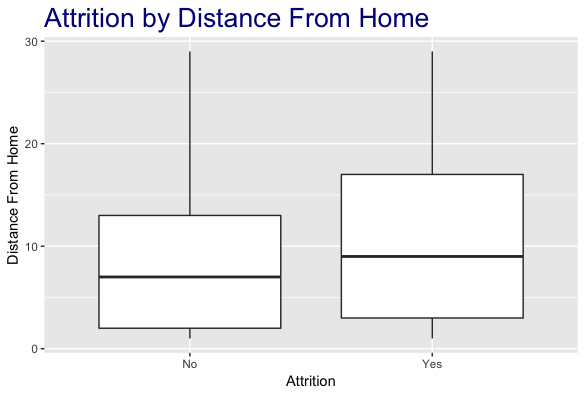 Attrition by Distance From Home
30
20
10
0
Distance From Home
No
Yes
Attrition